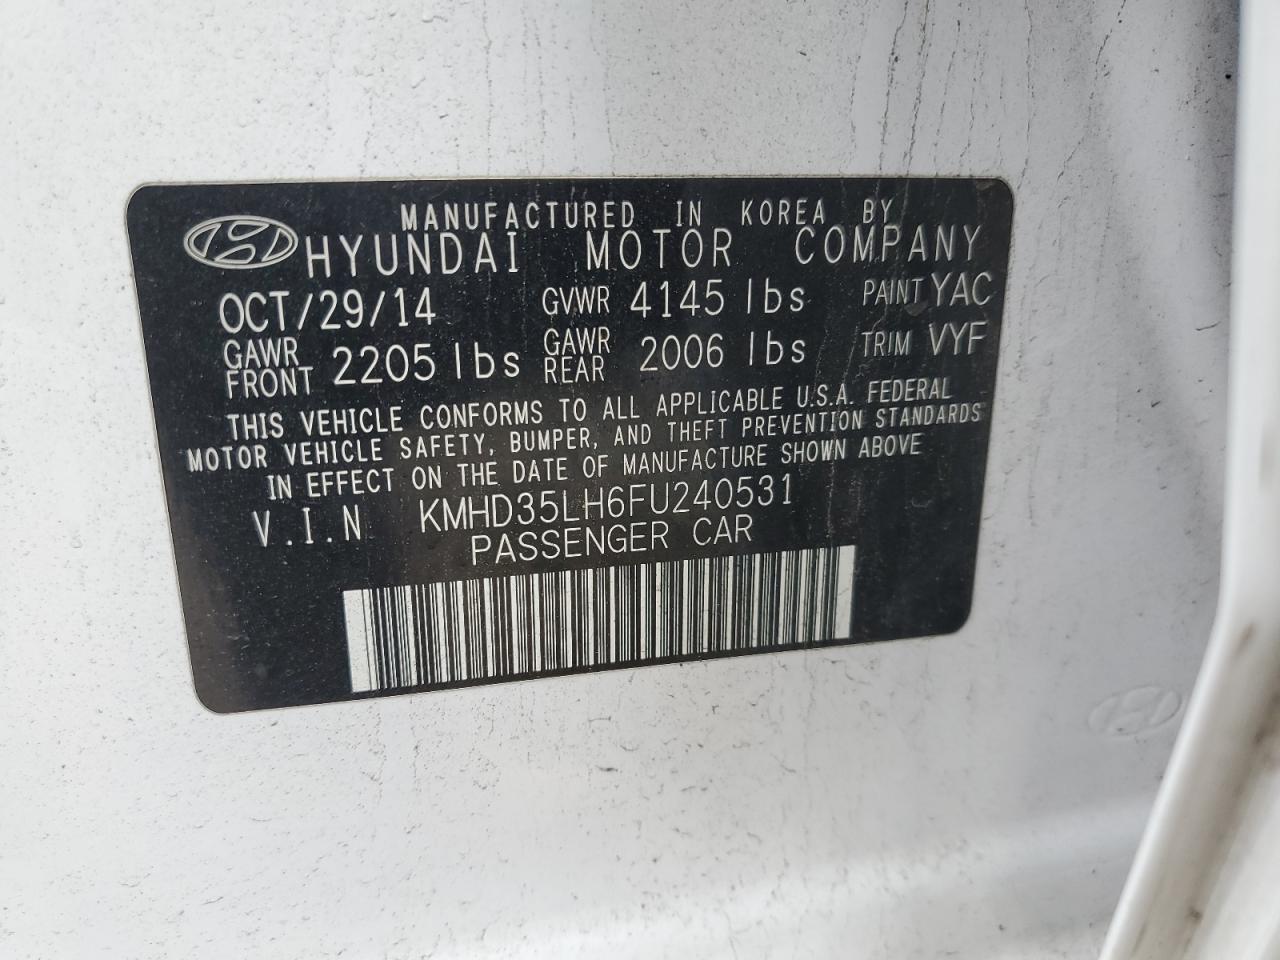 MANUFACTURED IN KOREA BY
HYUNDAI MOTOR COMPANY
OCT/29/14 GVWR 4145 lbs PAINT YAC
GAWR FRONT 2205 lbs GAWR REAR 2006 lbs TRIM VYF
THIS VEHICLE CONFORMS TO ALL APPLICABLE U.S.A. FEDERAL
MOTOR VEHICLE SAFETY, BUMPER, AND THEFT PREVENTION STANDARDS
IN EFFECT ON THE DATE OF MANUFACTURE SHOWN ABOVE
V.I.N KMHD35LH6FU240531
PASSENGER CAR